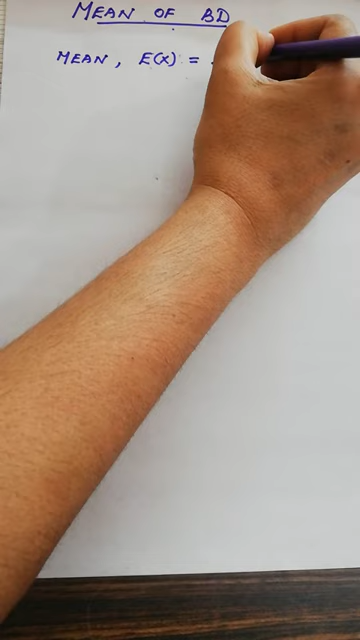 MEAN OF BD
MEAN, E(X) =